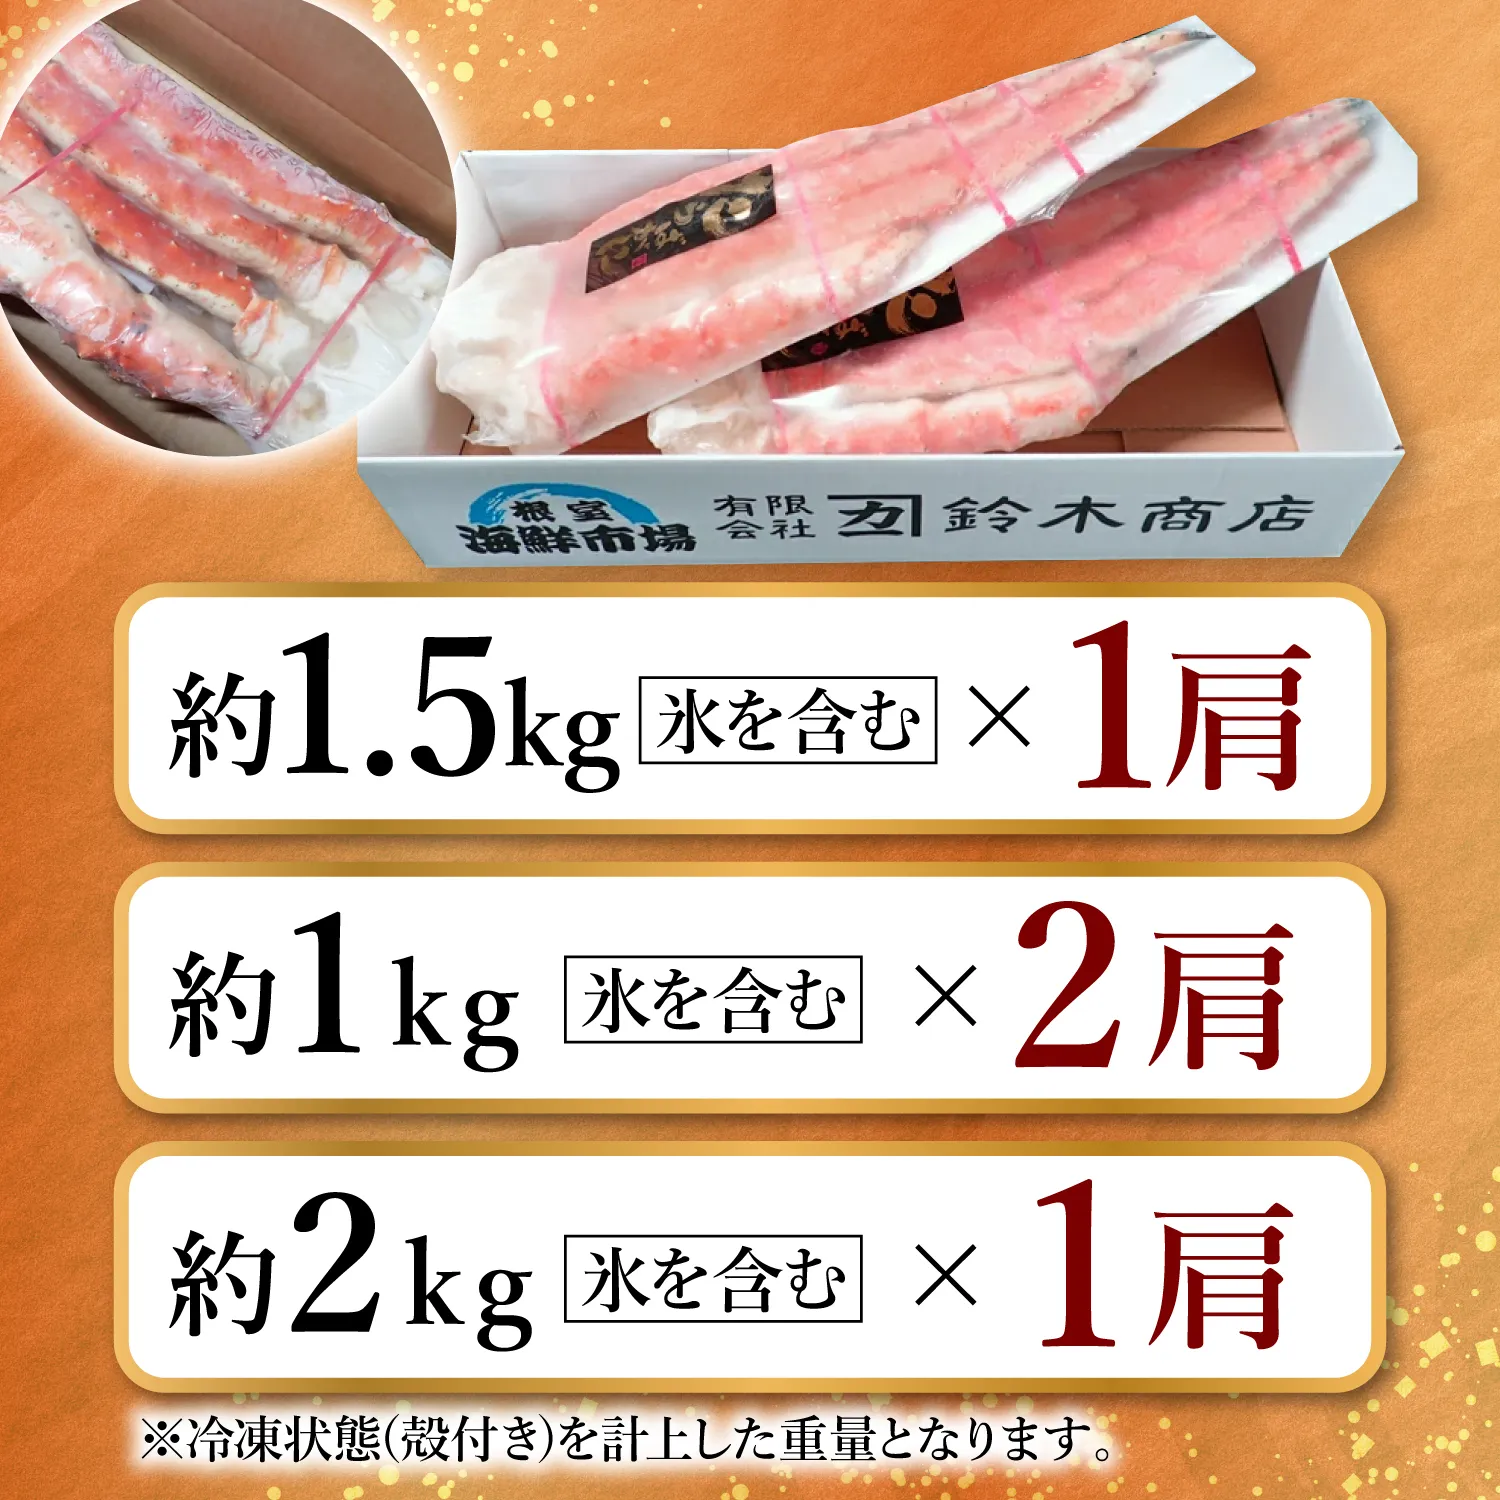 根室
海鮮市場
有限会社 カ 鈴木商店
約1.5kg 氷を含む ×1肩
約1kg 氷を含む ×2肩
約2kg 氷を含む ×1肩
※冷凍状態(殻付き)を計上した重量となります。